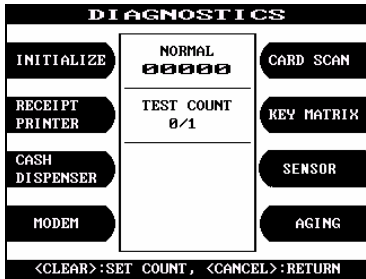 DIAGNOSTICS
INITIALIZE
NORMAL
00000
CARD SCAN
RECEIPT
PRINTER
TEST COUNT
0/1
KEY MATRIX
CASH
DISPENSER
SENSOR
MODEM
AGING
<CLEAR>:SET COUNT, <CANCEL>:RETURN